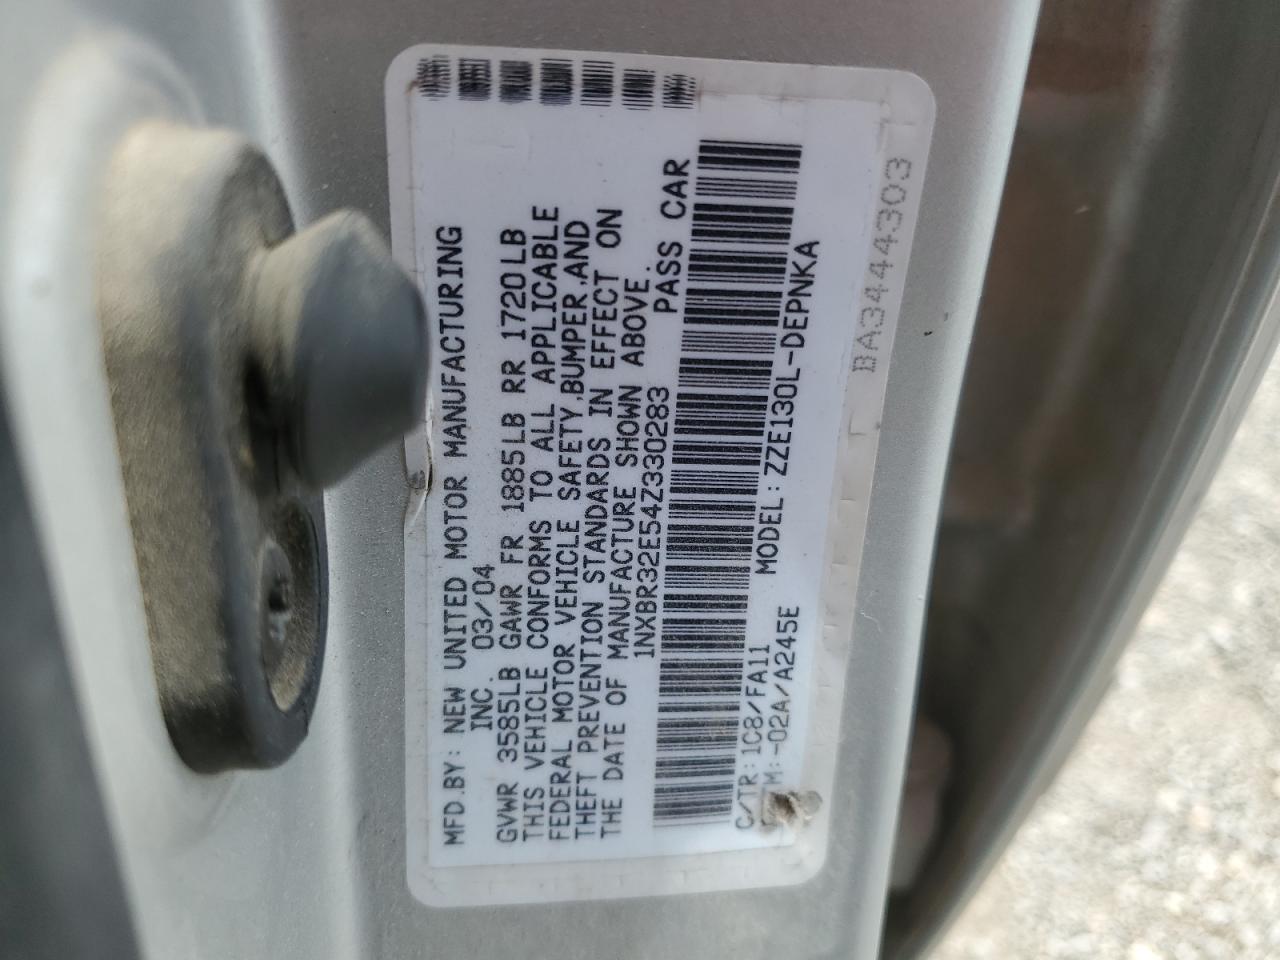 MFD.BY: NEW UNITED MOTOR MANUFACTURING
INC. 03/04
GVWR 3585LB GAWR FR 1885LB RR 1720LB
THIS VEHICLE CONFORMS TO ALL APPLICABLE
FEDERAL MOTOR VEHICLE SAFETY,BUMPER,AND
THEFT PREVENTION STANDARDS IN EFFECT ON
THE DATE OF MANUFACTURE SHOWN ABOVE.
1NXBR32E54Z330283 PASS CAR
C/TR:1C8/FA11 MODEL:ZZE130L-DEPNKA
M:-02A/A245E
BA3444303